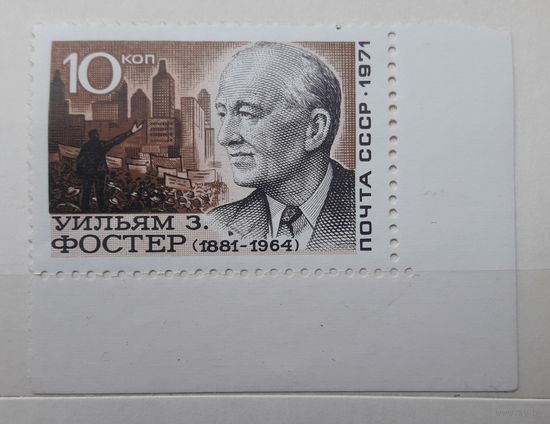 10 КОП
УИЛЬЯМ З.
ФОСТЕР (1881-1964)
ПОЧТА СССР · 1971